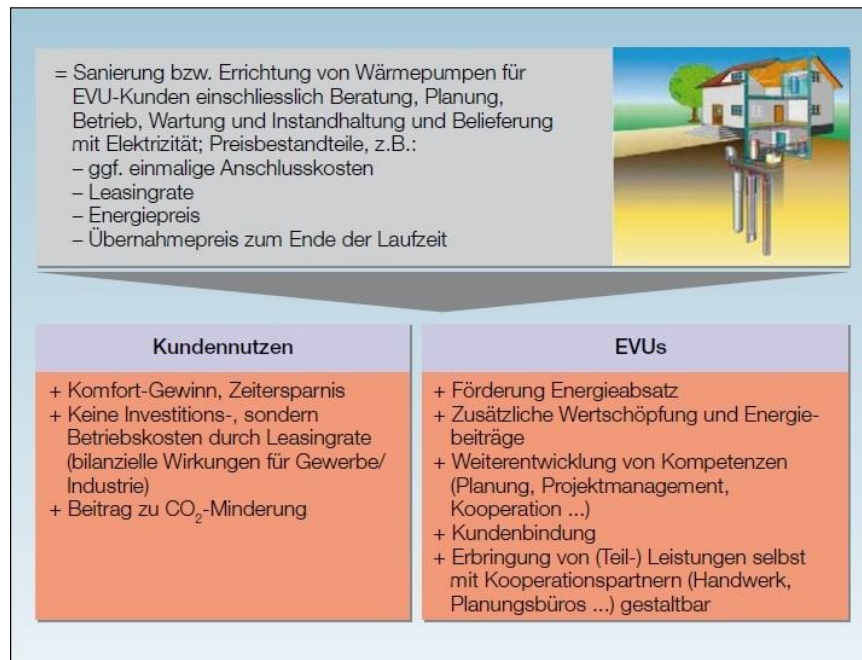 = Sanierung bzw. Errichtung von Wärmepumpen für
EVU-Kunden einschliesslich Beratung, Planung,
Betrieb, Wartung und Instandhaltung und Belieferung
mit Elektrizität; Preisbestandteile, z.B.:
– ggf. einmalige Anschlusskosten
– Leasingrate
– Energiepreis
– Übernahmepreis zum Ende der Laufzeit
Kundennutzen
+ Komfort-Gewinn, Zeitersparnis
+ Keine Investitions-, sondern
Betriebskosten durch Leasingrate
(bilanzielle Wirkungen für Gewerbe/
Industrie)
+ Beitrag zu CO₂-Minderung
EVUs
+ Förderung Energieabsatz
+ Zusätzliche Wertschöpfung und Energie-
beiträge
+ Weiterentwicklung von Kompetenzen
(Planung, Projektmanagement,
Kooperation ...)
+ Kundenbindung
+ Erbringung von (Teil-) Leistungen selbst
mit Kooperationspartnern (Handwerk,
Planungsbüros ...) gestaltbar